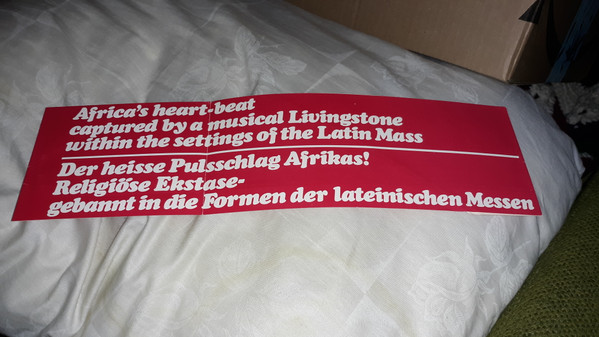 Africa's heart-beat
captured by a musical Livingstone
within the settings of the Latin Mass
Der heisse Pulsschlag Afrikas!
Religiöse Ekstase-
gebannt in die Formen der lateinischen Messen